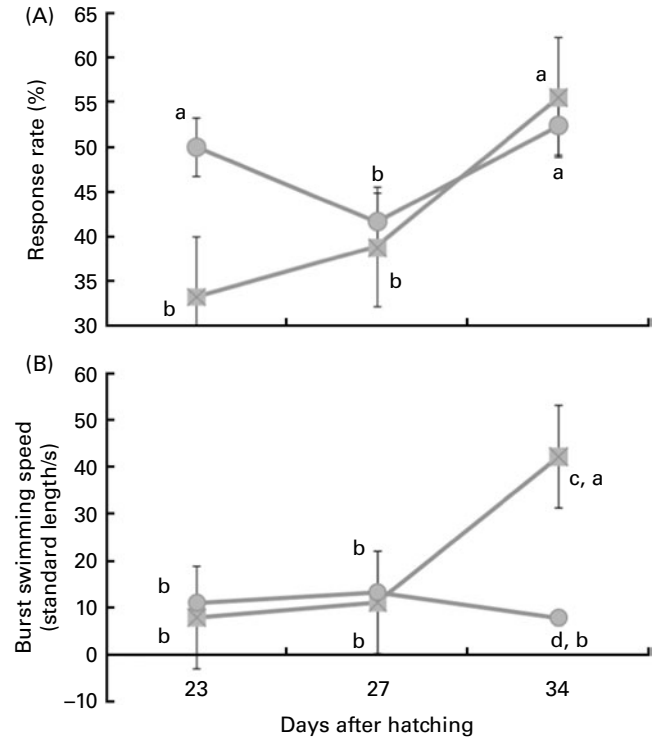 (A)
65
60
55
50
45
40
35
30
Response rate (%)
a
b
b
b
a
a
(B)
60
50
40
30
20
10
0
–10
Burst swimming speed
(standard length/s)
b
b
b
b
c, a
d, b
23 27 34
Days after hatching